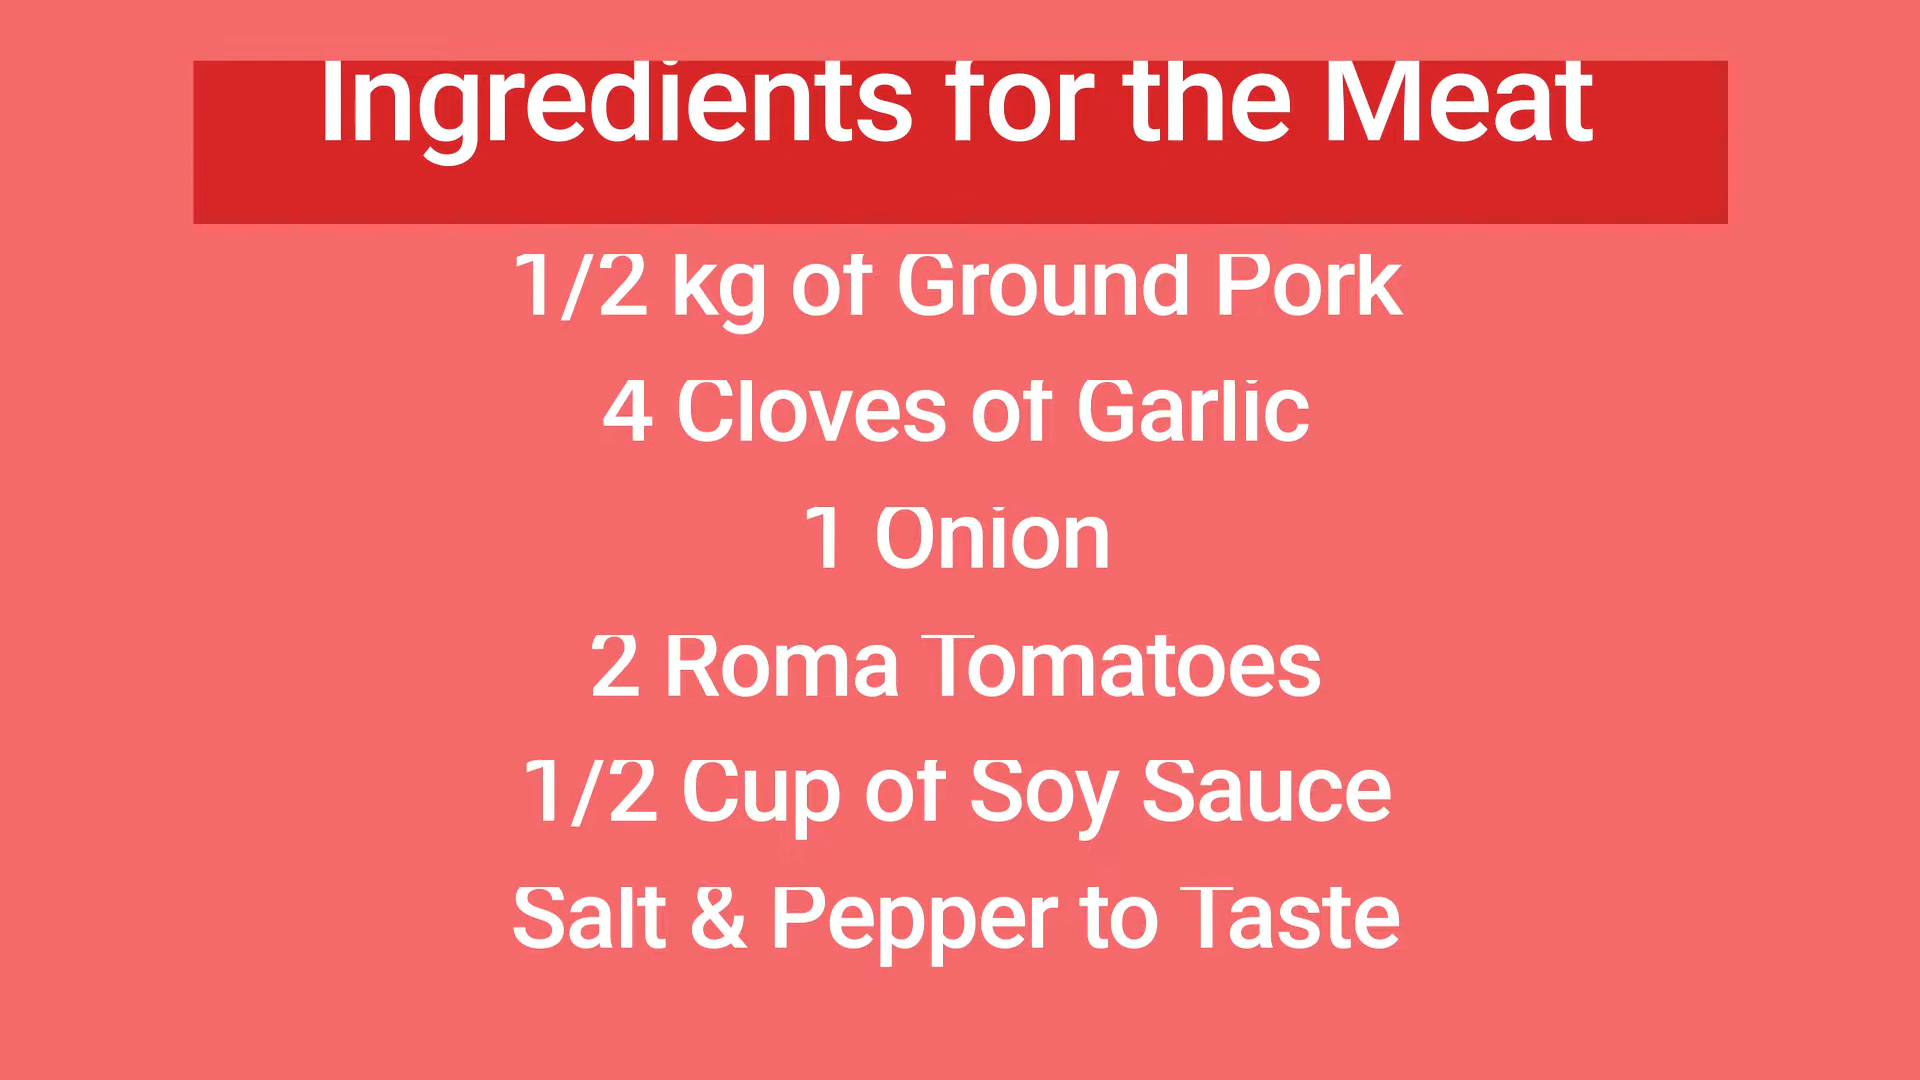 Ingredients for the Meat
1/2 kg of Ground Pork
4 Cloves of Garlic
1 Onion
2 Roma Tomatoes
1/2 Cup of Soy Sauce
Salt & Pepper to Taste